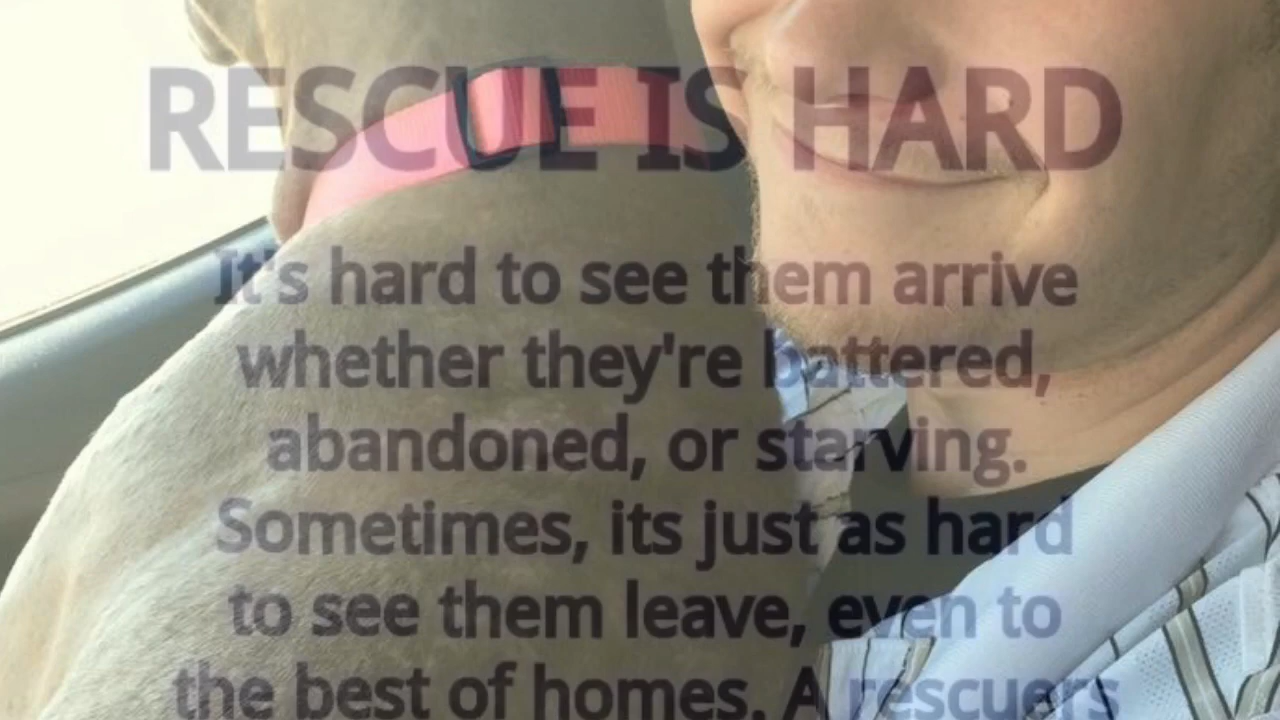 RESCUE IS HARD
It's hard to see them arrive
whether they're battered,
abandoned, or starving.
Sometimes, its just as hard
to see them leave, even to
the best of homes. A rescuers